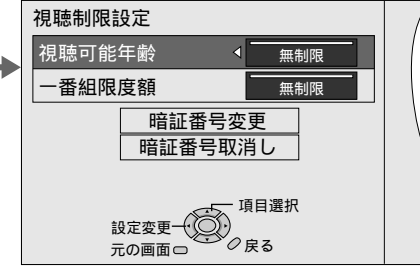 視聴制限設定
視聴可能年齢 無制限
一番組限度額 無制限
暗証番号変更
暗証番号取消し
項目選択
設定変更
元の画面 戻る